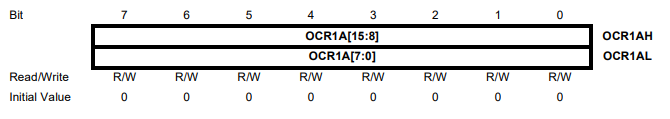 Bit 7 6 5 4 3 2 1 0
OCR1A[15:8] OCR1AH
OCR1A[7:0] OCR1AL
Read/Write R/W R/W R/W R/W R/W R/W R/W R/W
Initial Value 0 0 0 0 0 0 0 0